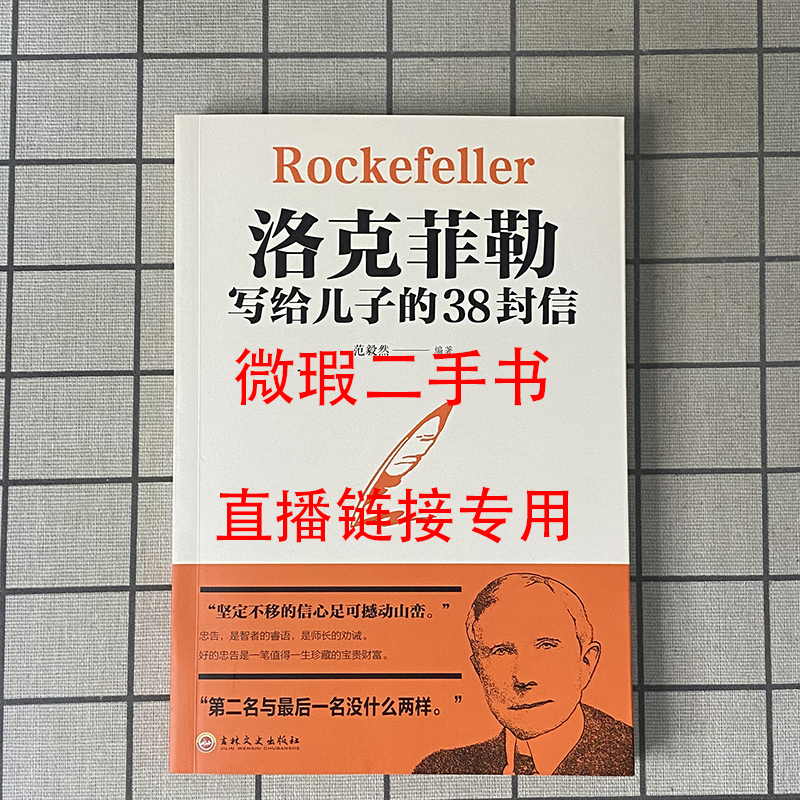 Rockefeller
洛克菲勒
写给儿子的38封信
范毅然——编著
微瑕二手书
直播链接专用
“坚定不移的信心足可撼动山峦。”
忠告，是智者的睿语，是师长的劝诫。
好的忠告是一笔值得一生珍藏的宝贵财富。
“第二名与最后一名没什么两样。”
吉林文史出版社
JILIN WENSHI CHUBANSHE